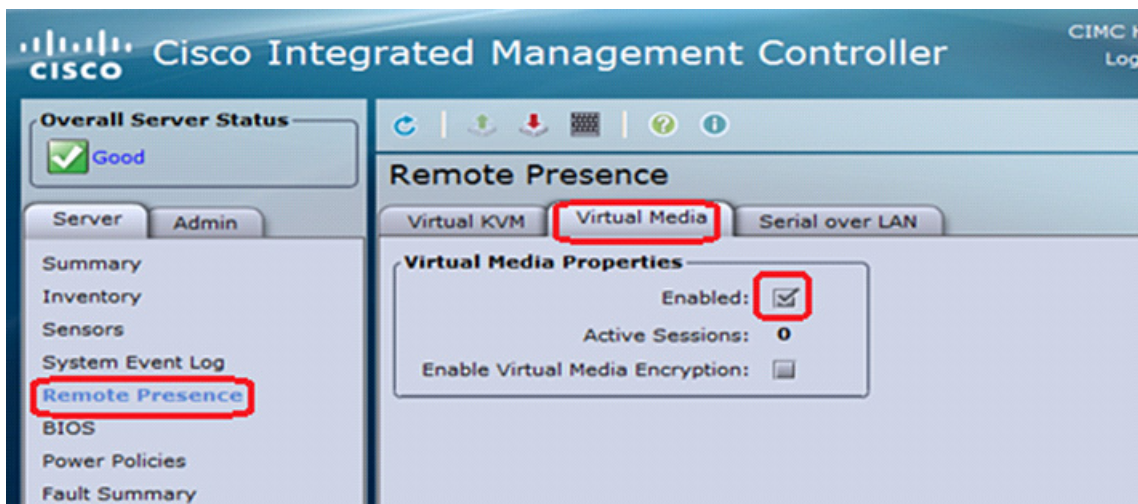 CISCO
Cisco Integrated Management Controller
CIMC
Log
Overall Server Status
Good
Server
Admin
Summary
Inventory
Sensors
System Event Log
Remote Presence
BIOS
Power Policies
Fault Summary
Remote Presence
Virtual KVM
Virtual Media
Serial over LAN
Virtual Media Properties
Enabled:
Active Sessions: 0
Enable Virtual Media Encryption: